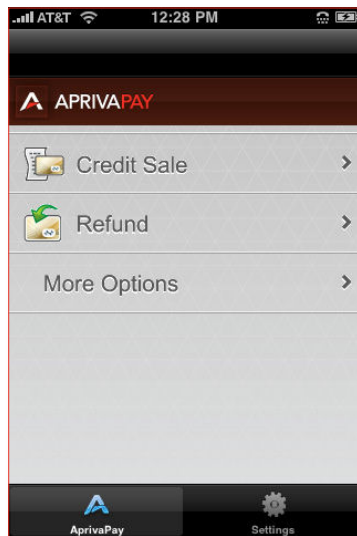 AT&T 12:28 PM
APRIVAPAY
Credit Sale
Refund
More Options
AprivaPay Settings